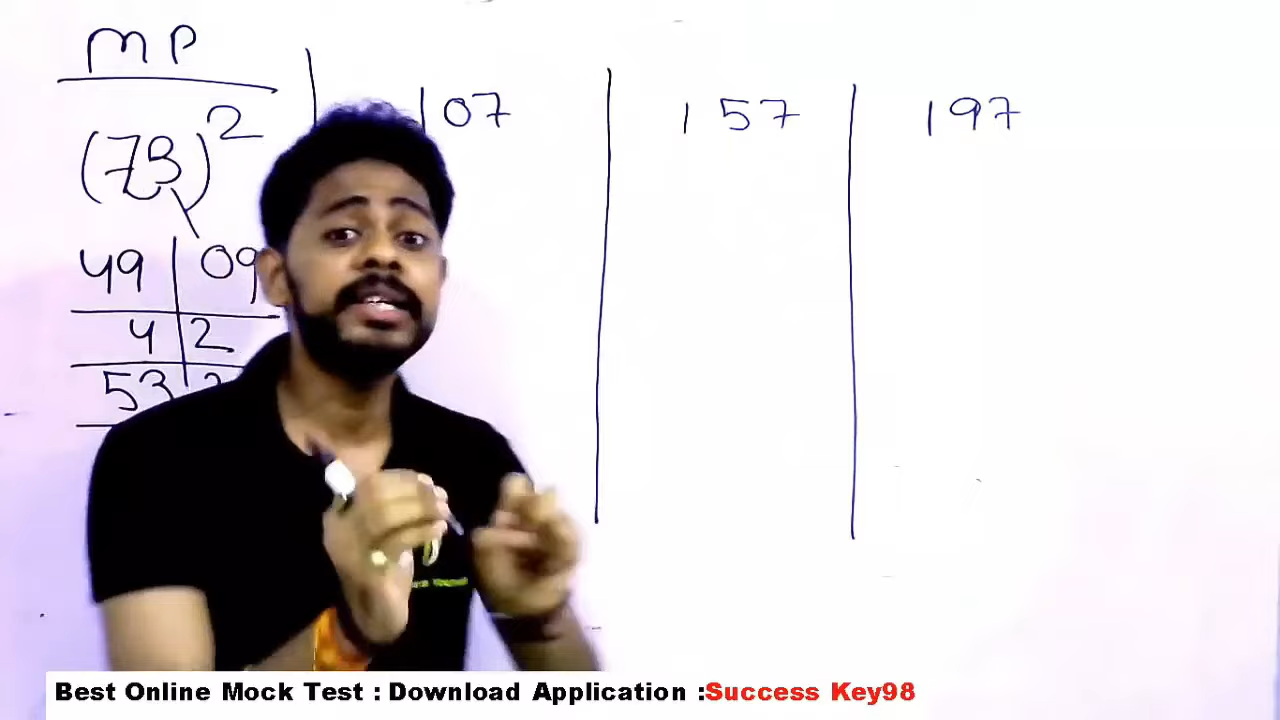 MP
(73)² | 107 | 157 | 197
49 | 09
4 | 2
53
Best Online Mock Test : Download Application :Success Key98